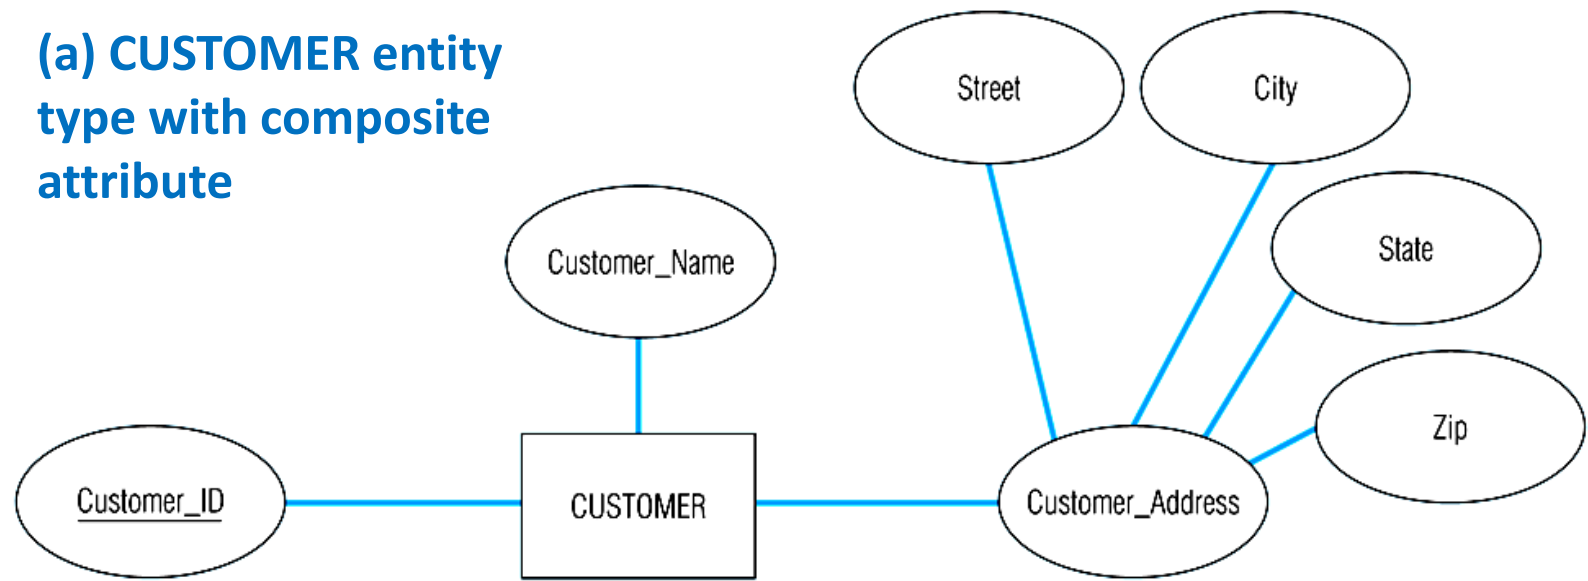 (a) CUSTOMER entity
type with composite
attribute
Street
City
State
Customer_Name
Zip
Customer_ID
CUSTOMER
Customer_Address